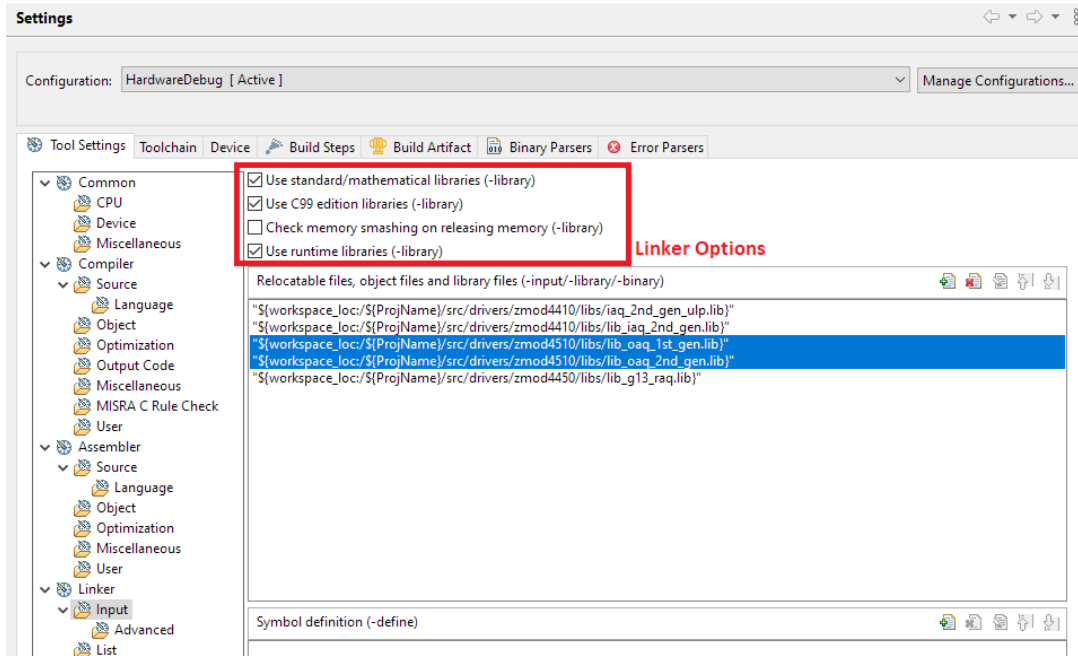 Settings
Configuration: HardwareDebug [ Active ] Manage Configurations...
Tool Settings Toolchain Device Build Steps Build Artifact Binary Parsers Error Parsers
Common
CPU
Device
Miscellaneous
Compiler
Source
Language
Object
Optimization
Output Code
Miscellaneous
MISRA C Rule Check
User
Assembler
Source
Language
Object
Optimization
Miscellaneous
User
Linker
Input
Advanced
List
Use standard/mathematical libraries (-library)
Use C99 edition libraries (-library)
Check memory smashing on releasing memory (-library)
Use runtime libraries (-library)
Linker Options
Relocatable files, object files and library files (-input/-library/-binary)
"${workspace_loc:/${ProjName}/src/drivers/zmod4410/libs/iaq_2nd_gen_ulp.lib}"
"${workspace_loc:/${ProjName}/src/drivers/zmod4410/libs/lib_iaq_2nd_gen.lib}"
"${workspace_loc:/${ProjName}/src/drivers/zmod4510/libs/lib_oaq_1st_gen.lib}"
"${workspace_loc:/${ProjName}/src/drivers/zmod4510/libs/lib_oaq_2nd_gen.lib}"
"${workspace_loc:/${ProjName}/src/drivers/zmod4450/libs/lib_g13_raq.lib}"
Symbol definition (-define)